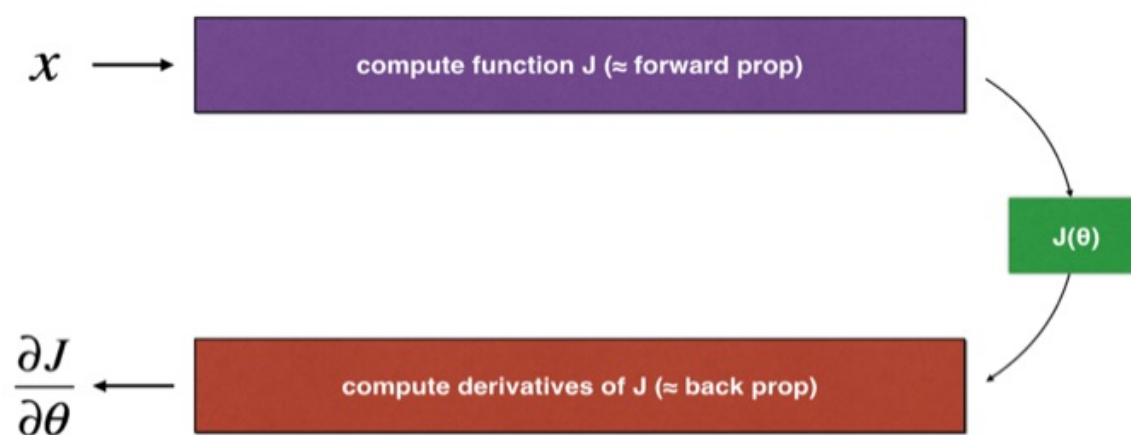 x
compute function J (≈ forward prop)
J(θ)
∂J
∂θ
compute derivatives of J (≈ back prop)